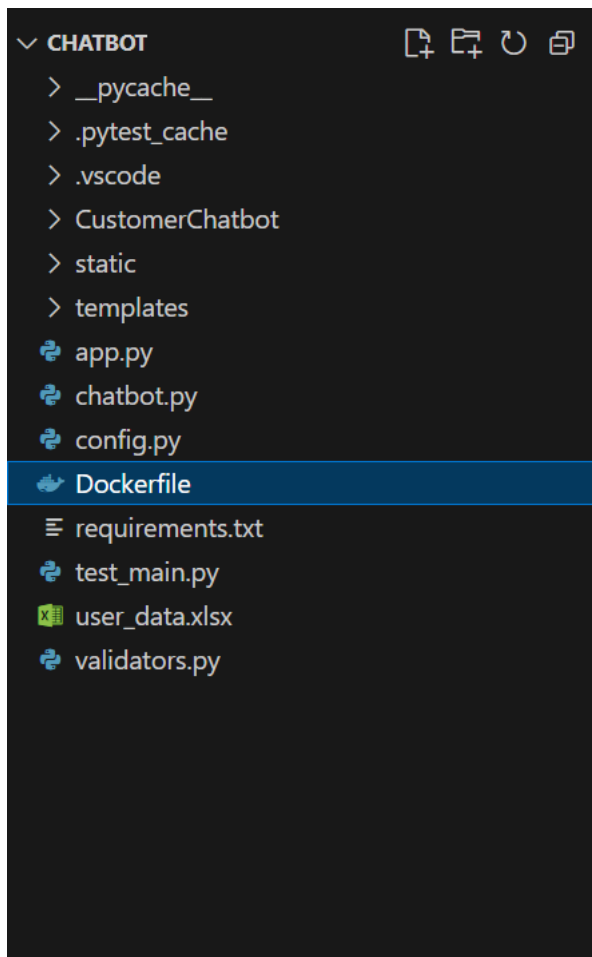 CHATBOT
__pycache__
.pytest_cache
.vscode
CustomerChatbot
static
templates
app.py
chatbot.py
config.py
Dockerfile
requirements.txt
test_main.py
user_data.xlsx
validators.py